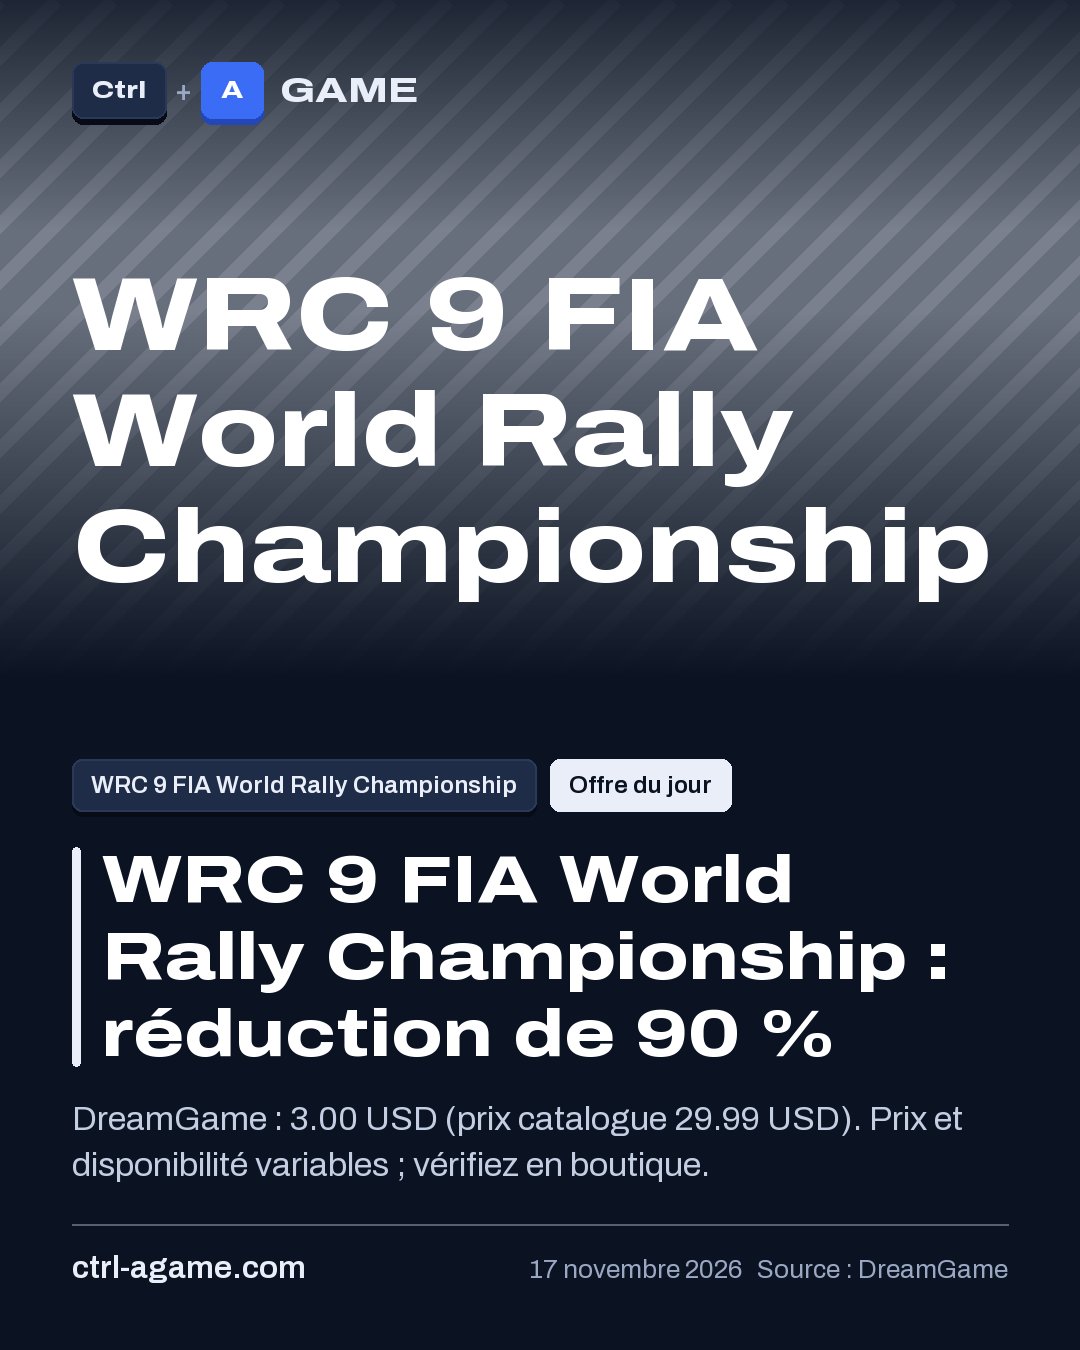 Ctrl + A GAME
WRC 9 FIA
World Rally
Championship
WRC 9 FIA World Rally Championship Offre du jour
WRC 9 FIA World
Rally Championship :
réduction de 90 %
DreamGame : 3.00 USD (prix catalogue 29.99 USD). Prix et
disponibilité variables ; vérifiez en boutique.
ctrl-agame.com 17 novembre 2026 Source : DreamGame